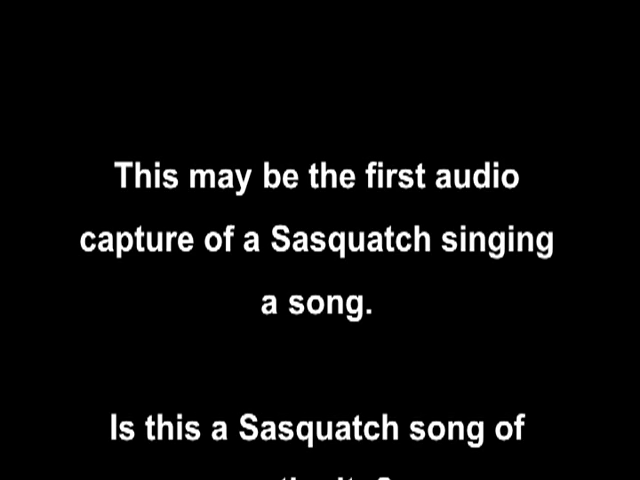 This may be the first audio
capture of a Sasquatch singing
a song.
Is this a Sasquatch song of